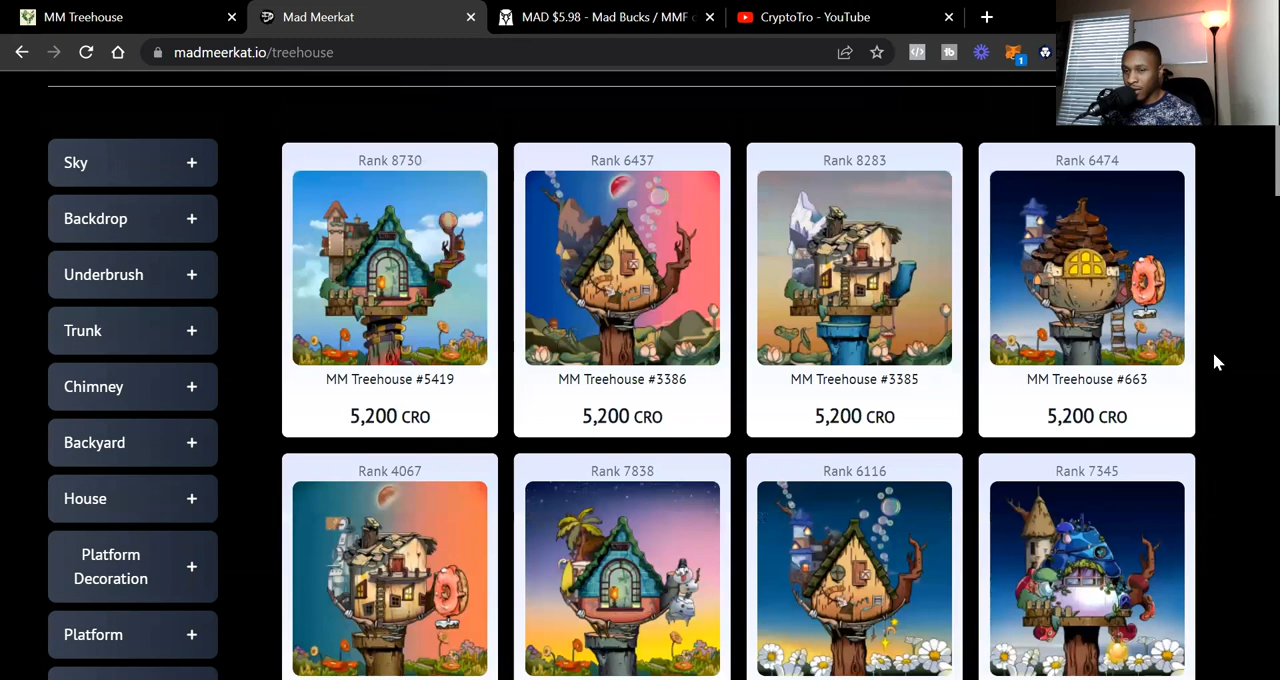 MM Treehouse
Mad Meerkat
MAD $5.98 - Mad Bucks / MMF
CryptoTro - YouTube
madmeerkat.io/treehouse
1
Sky +
Backdrop +
Underbrush +
Trunk +
Chimney +
Backyard +
House +
Platform
Decoration +
Platform +
Rank 8730
MM Treehouse #5419
5,200 CRO
Rank 6437
MM Treehouse #3386
5,200 CRO
Rank 8283
MM Treehouse #3385
5,200 CRO
Rank 6474
MM Treehouse #663
5,200 CRO
Rank 4067
Rank 7838
Rank 6116
Rank 7345